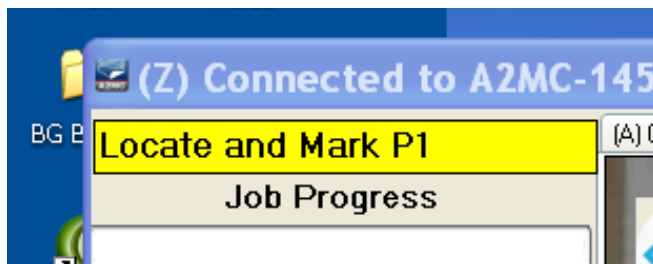 (Z) Connected to A2MC-145
BG B
Locate and Mark P1
(A)
Job Progress